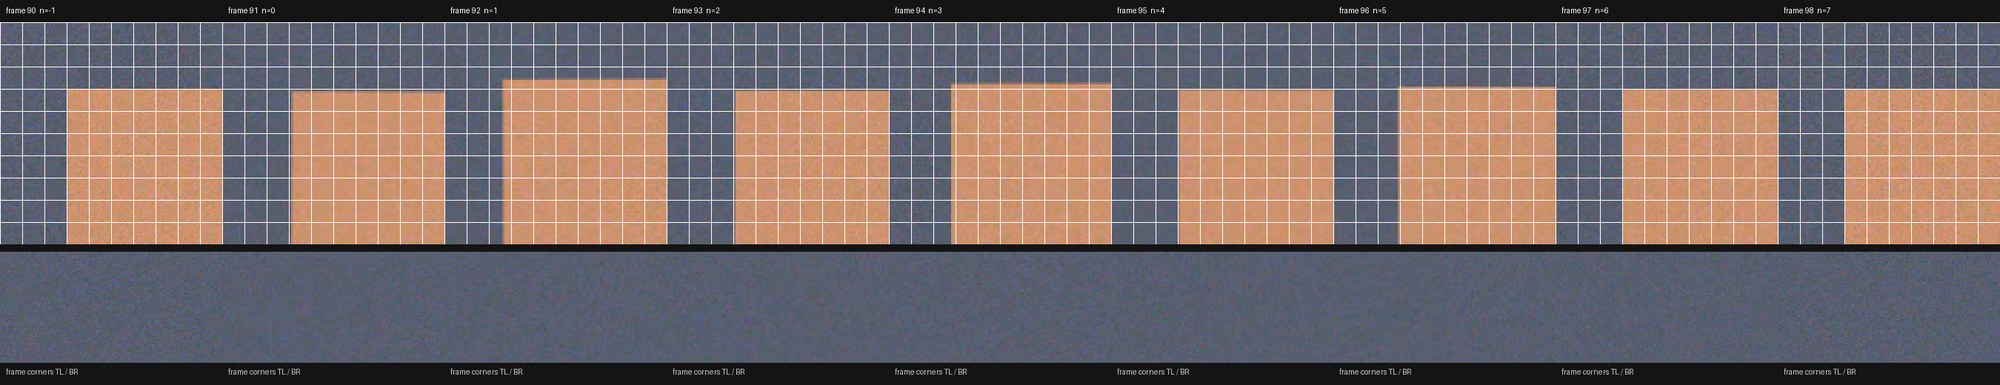 frame 90 n=-1
frame 91 n=0
frame 92 n=1
frame 93 n=2
frame 94 n=3
frame 95 n=4
frame 96 n=5
frame 97 n=6
frame 98 n=7
frame corners TL / BR
frame corners TL / BR
frame corners TL / BR
frame corners TL / BR
frame corners TL / BR
frame corners TL / BR
frame corners TL / BR
frame corners TL / BR
frame corners TL / BR